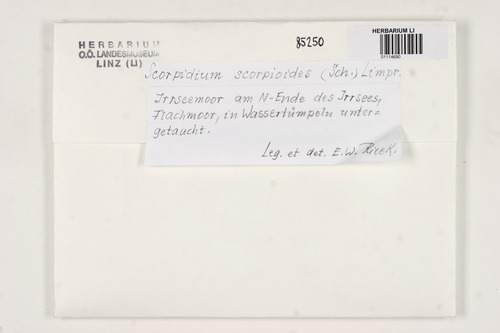 HERBARIUM
O.Ö. LANDESMUSEUM
LINZ (LI)
85250
HERBARIUM LI
01114690
Scorpidium scorpioides (Sch.) Limpr.
Irrseemoor am N-Ende des Irrsees,
Flachmoor, in Wassertümpeln unter=
getaucht.
Leg. et det. E.W. Ricek.